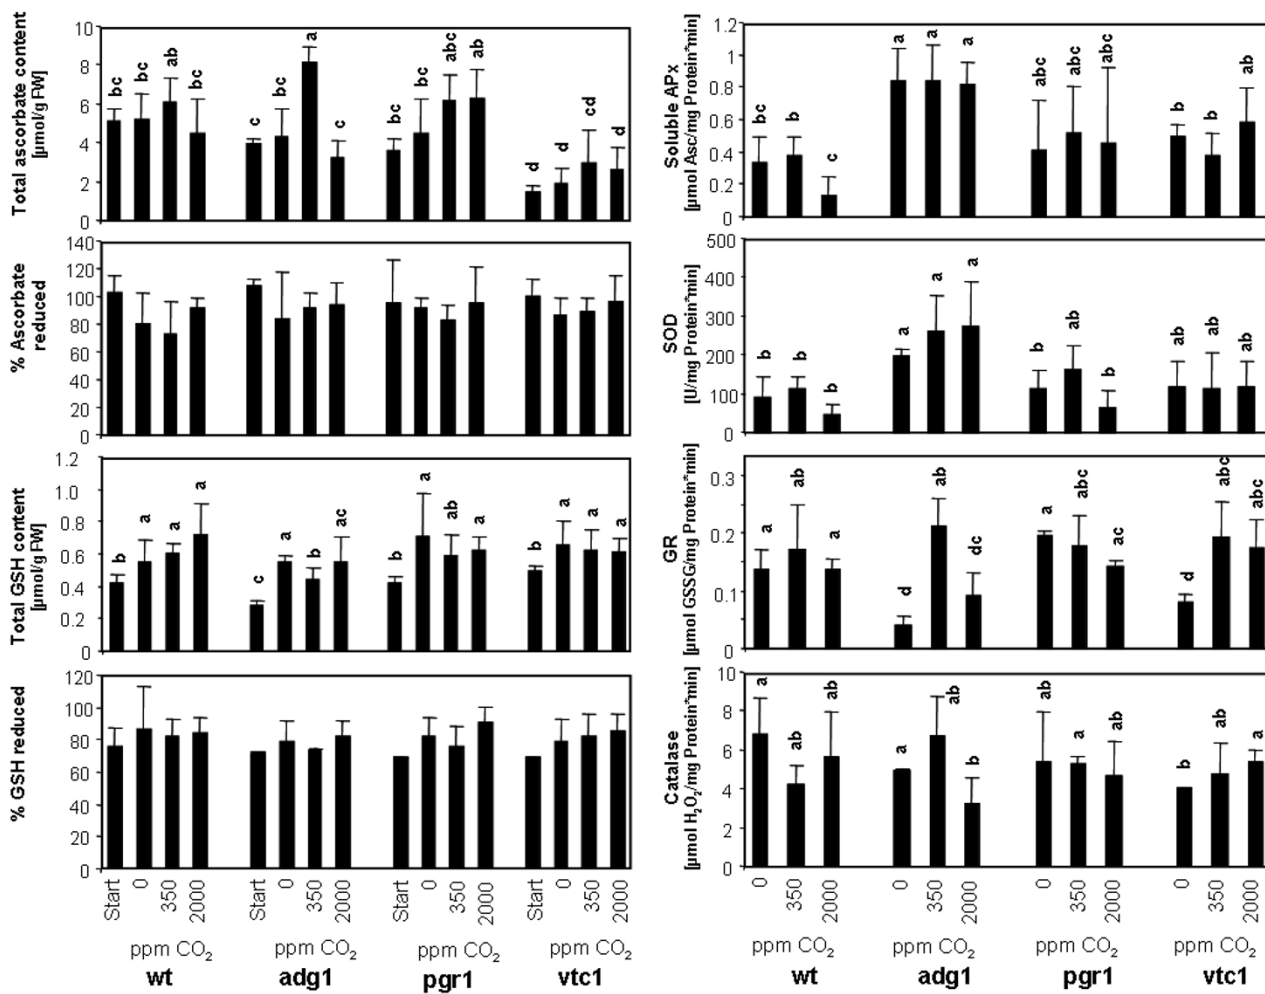 Total ascorbate content
[µmol/g FW]
10
8
6
4
2
0
bc bc ab bc
c bc a c
bc bc abc ab
d d cd d
% Ascorbate
reduced
140
120
100
80
60
40
20
0
Total GSH content
[µmol/g FW]
1.2
1.0
0.8
0.6
0.4
0.2
0
b a a a
c a b ac
b a ab a
b a a a
% GSH reduced
120
100
80
60
40
20
0
Start 0 350 2000
Start 0 350 2000
Start 0 350 2000
Start 0 350 2000
ppm CO₂ ppm CO₂ ppm CO₂ ppm CO₂
wt adg1 pgr1 vtc1
Soluble APx
[µmol Asc/mg Protein*min]
1.2
1
0.8
0.6
0.4
0.2
0
bc b c
a a a
abc abc abc
b b ab
SOD
[U/mg Protein*min]
500
400
300
200
100
0
b b b
a a a
b ab b
ab ab ab
GR
[µmol GSSG/mg Protein*min]
0.3
0.2
0.1
0
a ab a
d ab dc
a abc ac
d abc abc
Catalase
[µmol H₂O₂/mg Protein*min]
10
8
6
4
2
0
a ab ab
a ab b
ab a ab
b ab a
0 350 2000
0 350 2000
0 350 2000
0 350 2000
ppm CO₂ ppm CO₂ ppm CO₂ ppm CO₂
wt adg1 pgr1 vtc1